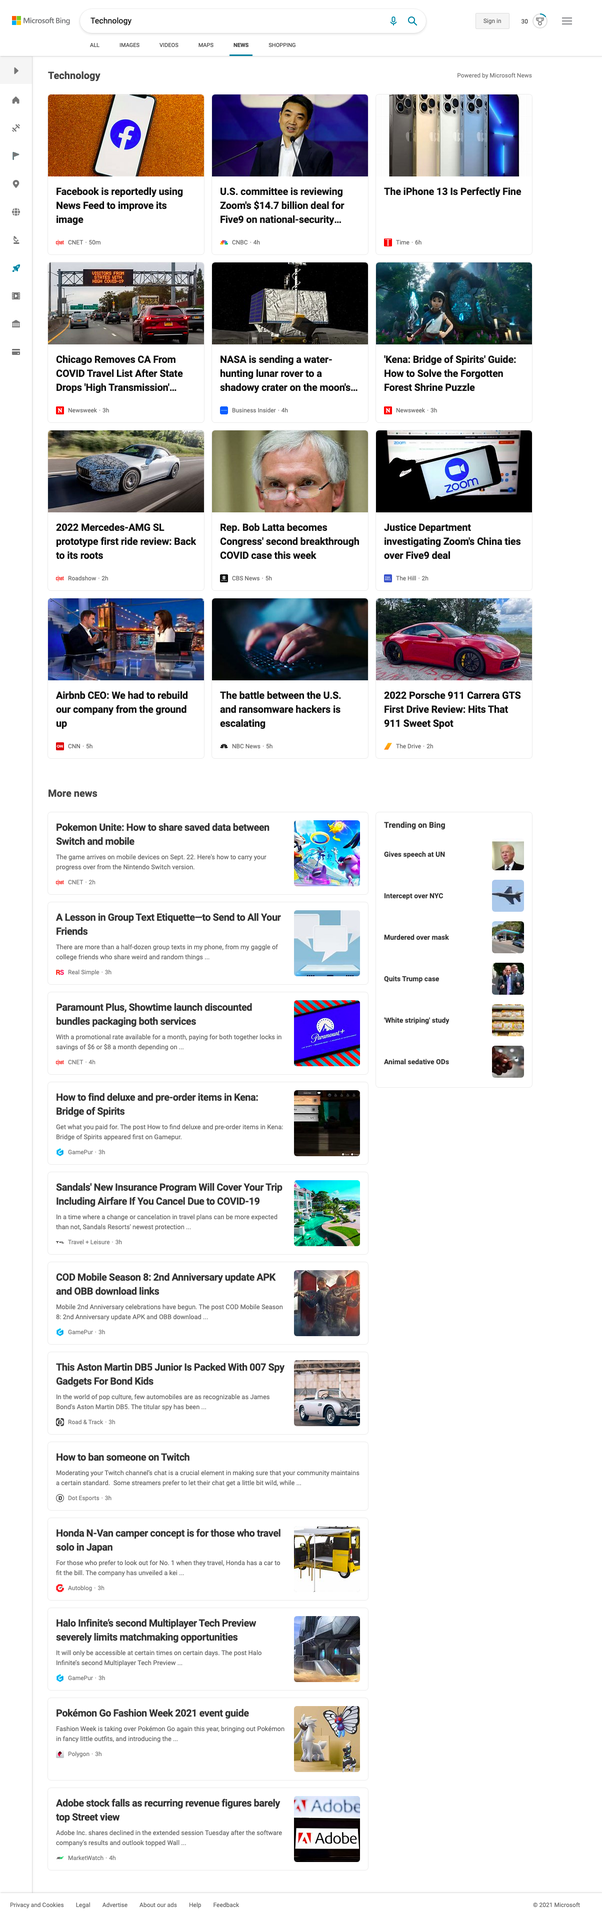 Microsoft Bing
Technology
Sign in
30
ALL IMAGES VIDEOS MAPS NEWS SHOPPING
Technology
Powered by Microsoft News
Facebook is reportedly using
News Feed to improve its
image
CNET · 50m
U.S. committee is reviewing
Zoom's $14.7 billion deal for
Five9 on national-security…
CNBC · 4h
The iPhone 13 Is Perfectly Fine
Time · 6h
VISITORS FROM
STATES WITH
HIGH COVID-19
Chicago Removes CA From
COVID Travel List After State
Drops 'High Transmission'…
Newsweek · 3h
NASA is sending a water-
hunting lunar rover to a
shadowy crater on the moon's…
Business Insider · 4h
'Kena: Bridge of Spirits' Guide:
How to Solve the Forgotten
Forest Shrine Puzzle
Newsweek · 3h
2022 Mercedes-AMG SL
prototype first ride review: Back
to its roots
Roadshow · 2h
Rep. Bob Latta becomes
Congress' second breakthrough
COVID case this week
CBS News · 5h
zoom
Justice Department
investigating Zoom's China ties
over Five9 deal
The Hill · 2h
Airbnb CEO: We had to rebuild
our company from the ground
up
CNN · 5h
The battle between the U.S.
and ransomware hackers is
escalating
NBC News · 5h
2022 Porsche 911 Carrera GTS
First Drive Review: Hits That
911 Sweet Spot
The Drive · 2h
More news
Pokemon Unite: How to share saved data between
Switch and mobile
The game arrives on mobile devices on Sept. 22. Here's how to carry your
progress over from the Nintendo Switch version.
CNET · 2h
A Lesson in Group Text Etiquette—to Send to All Your
Friends
There are more than a half-dozen group texts in my phone, from my gaggle of
college friends who share weird and random things ...
RS Real Simple · 3h
Paramount Plus, Showtime launch discounted
bundles packaging both services
With a promotional rate available for a month, paying for both together locks in
savings of $6 or $8 a month depending on ...
CNET · 4h
Paramount+
How to find deluxe and pre-order items in Kena:
Bridge of Spirits
Get what you paid for. The post How to find deluxe and pre-order items in Kena:
Bridge of Spirits appeared first on Gamepur.
GamePur · 3h
Sandals' New Insurance Program Will Cover Your Trip
Including Airfare If You Cancel Due to COVID-19
In a time where a change or cancelation in travel plans can be more expected
than not, Sandals Resorts' newest protection ...
Travel + Leisure · 3h
COD Mobile Season 8: 2nd Anniversary update APK
and OBB download links
Mobile 2nd Anniversary celebrations have begun. The post COD Mobile Season
8: 2nd Anniversary update APK and OBB download ...
GamePur · 3h
This Aston Martin DB5 Junior Is Packed With 007 Spy
Gadgets For Bond Kids
In the world of pop culture, few automobiles are as recognizable as James
Bond's Aston Martin DB5. The titular spy has been ...
Road & Track · 3h
How to ban someone on Twitch
Moderating your Twitch channel's chat is a crucial element in making sure that your community maintains
a certain standard. Some streamers prefer to let their chat get a little bit wild, while ...
Dot Esports · 3h
Honda N-Van camper concept is for those who travel
solo in Japan
For those who prefer to look out for No. 1 when they travel, Honda has a car to
fit the bill. The company has unveiled a kei ...
Autoblog · 3h
Halo Infinite's second Multiplayer Tech Preview
severely limits matchmaking opportunities
It will only be accessible at certain times on certain days. The post Halo
Infinite's second Multiplayer Tech Preview ...
GamePur · 3h
Pokémon Go Fashion Week 2021 event guide
Fashion Week is taking over Pokémon Go again this year, bringing out Pokémon
in fancy little outfits, and introducing the ...
Polygon · 3h
Adobe stock falls as recurring revenue figures barely
top Street view
Adobe Inc. shares declined in the extended session Tuesday after the software
company's results and outlook topped Wall ...
MarketWatch · 4h
Adobe
Adobe
Trending on Bing
Gives speech at UN
Intercept over NYC
Murdered over mask
Quits Trump case
'White striping' study
Animal sedative ODs
Privacy and Cookies Legal Advertise About our ads Help Feedback
© 2021 Microsoft